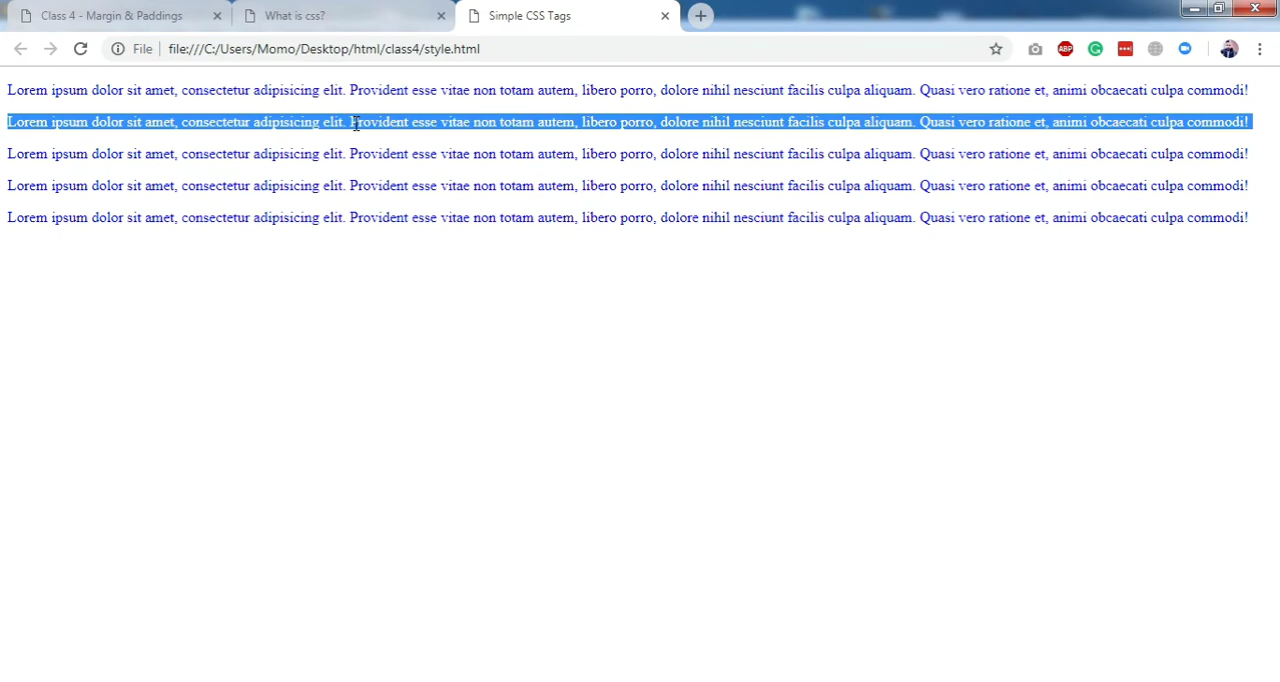 Class 4 - Margin & Paddings
What is css?
Simple CSS Tags
File
file:///C:/Users/Momo/Desktop/html/class4/style.html
ABP
Lorem ipsum dolor sit amet, consectetur adipisicing elit. Provident esse vitae non totam autem, libero porro, dolore nihil nesciunt facilis culpa aliquam. Quasi vero ratione et, animi obcaecati culpa commodi!
Lorem ipsum dolor sit amet, consectetur adipisicing elit. Provident esse vitae non totam autem, libero porro, dolore nihil nesciunt facilis culpa aliquam. Quasi vero ratione et, animi obcaecati culpa commodi!
Lorem ipsum dolor sit amet, consectetur adipisicing elit. Provident esse vitae non totam autem, libero porro, dolore nihil nesciunt facilis culpa aliquam. Quasi vero ratione et, animi obcaecati culpa commodi!
Lorem ipsum dolor sit amet, consectetur adipisicing elit. Provident esse vitae non totam autem, libero porro, dolore nihil nesciunt facilis culpa aliquam. Quasi vero ratione et, animi obcaecati culpa commodi!
Lorem ipsum dolor sit amet, consectetur adipisicing elit. Provident esse vitae non totam autem, libero porro, dolore nihil nesciunt facilis culpa aliquam. Quasi vero ratione et, animi obcaecati culpa commodi!